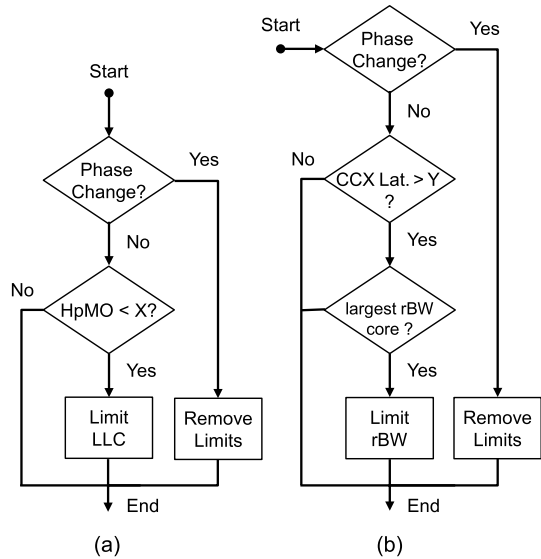 Start
Phase
Change?
Yes
No
HpMO < X?
No
Yes
Limit
LLC
Remove
Limits
End
(a)
Start
Phase
Change?
Yes
No
No
CCX Lat. > Y
?
Yes
largest rBW
core ?
Yes
Limit
rBW
Remove
Limits
End
(b)